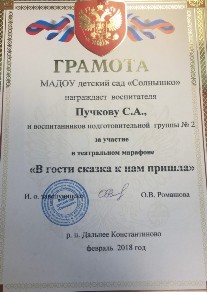 ГРАМОТА
МАДОУ детский сад «Солнышко»
награждает воспитателя
Пучкову С.А.,
и воспитанников подготовительной группы № 2
за участие
в театральном марафоне
«В гости сказка к нам пришла»
И. о. заведующей О.В. Ромашова
р. п. Дальнее Константиново
февраль 2018 год